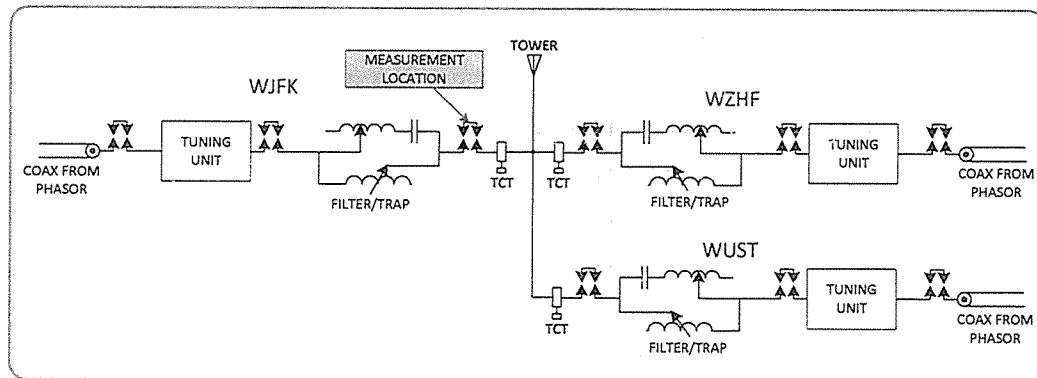 TOWER
MEASUREMENT
LOCATION
WJFK
WZHF
TUNING
UNIT
TUNING
UNIT
COAX FROM
PHASOR
TCT
TCT
COAX FROM
PHASOR
FILTER/TRAP
FILTER/TRAP
WUST
TUNING
UNIT
TCT
COAX FROM
PHASOR
FILTER/TRAP